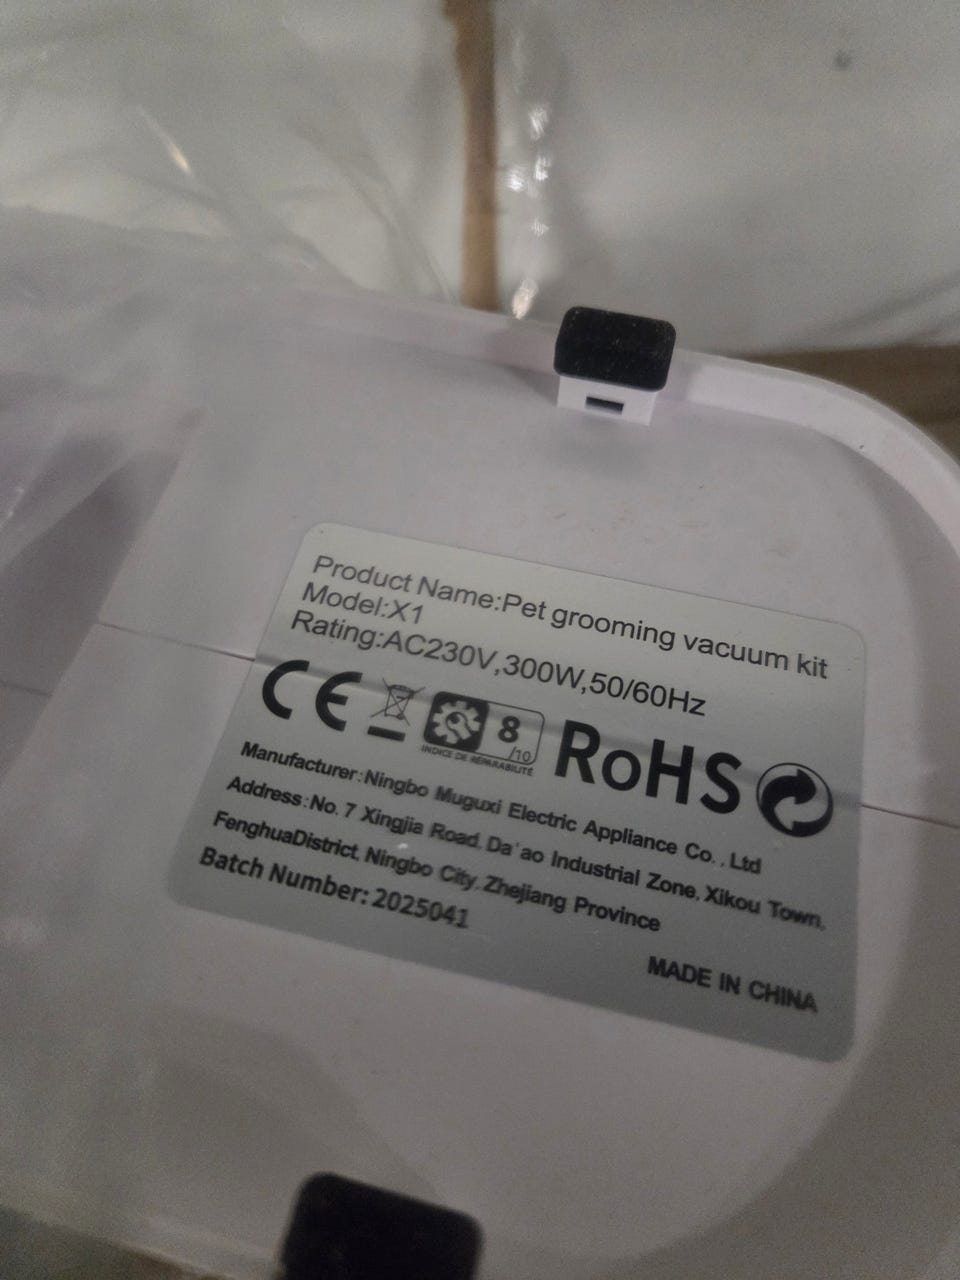 Product Name:Pet grooming vacuum kit
Model:X1
Rating:AC230V,300W,50/60Hz
CE
8
/10
INDICE DE RÉPARABILITÉ
RoHS
Manufacturer:Ningbo Muguxi Electric Appliance Co.,Ltd
Address:No. 7 Xingjia Road, Da'ao Industrial Zone, Xikou Town,
FenghuaDistrict, Ningbo City, Zhejiang Province
Batch Number: 2025041
MADE IN CHINA